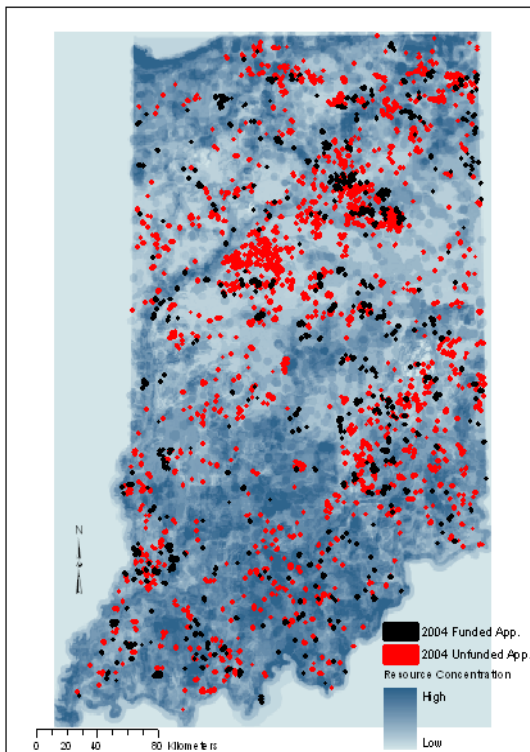 N
2004 Funded App.
2004 Unfunded App.
Resource Concentration
High
Low
0 20 40 80 Kilometers